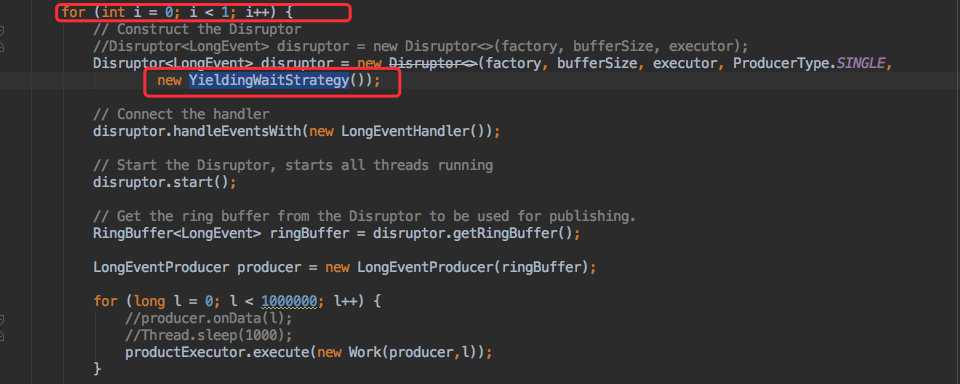 for (int i = 0; i < 1; i++) {
// Construct the Disruptor
//Disruptor<LongEvent> disruptor = new Disruptor<>(factory, bufferSize, executor);
Disruptor<LongEvent> disruptor = new Disruptor<>(factory, bufferSize, executor, ProducerType.SINGLE,
new YieldingWaitStrategy());
// Connect the handler
disruptor.handleEventsWith(new LongEventHandler());
// Start the Disruptor, starts all threads running
disruptor.start();
// Get the ring buffer from the Disruptor to be used for publishing.
RingBuffer<LongEvent> ringBuffer = disruptor.getRingBuffer();
LongEventProducer producer = new LongEventProducer(ringBuffer);
for (long l = 0; l < 1000000; l++) {
//producer.onData(l);
//Thread.sleep(1000);
productExecutor.execute(new Work(producer,l));
}